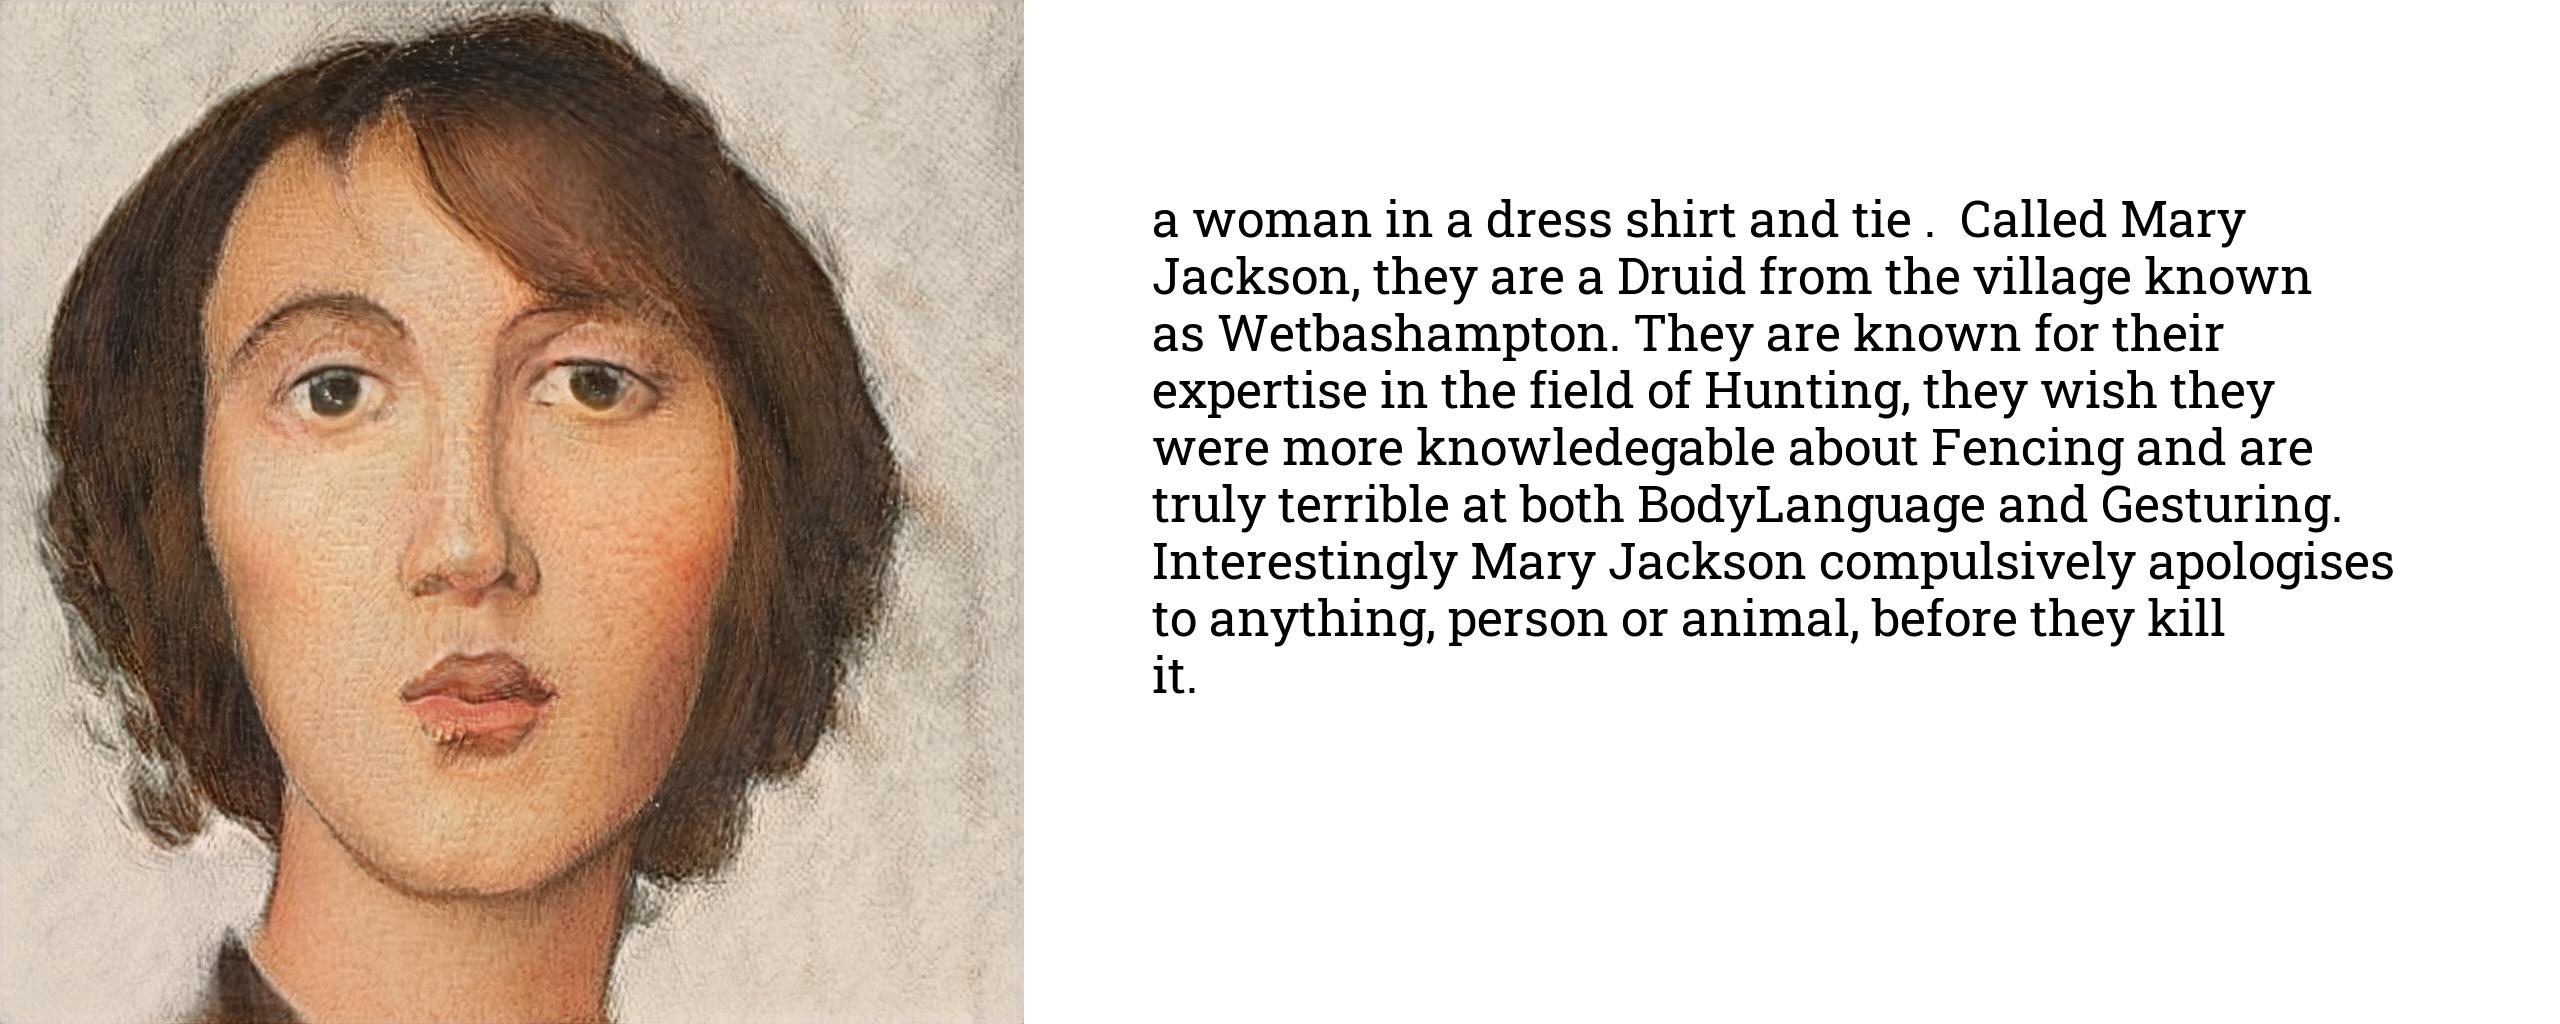 a woman in a dress shirt and tie .  Called Mary
Jackson, they are a Druid from the village known
as Wetbashampton. They are known for their
expertise in the field of Hunting, they wish they
were more knowledegable about Fencing and are
truly terrible at both BodyLanguage and Gesturing.
Interestingly Mary Jackson compulsively apologises
to anything, person or animal, before they kill
it.